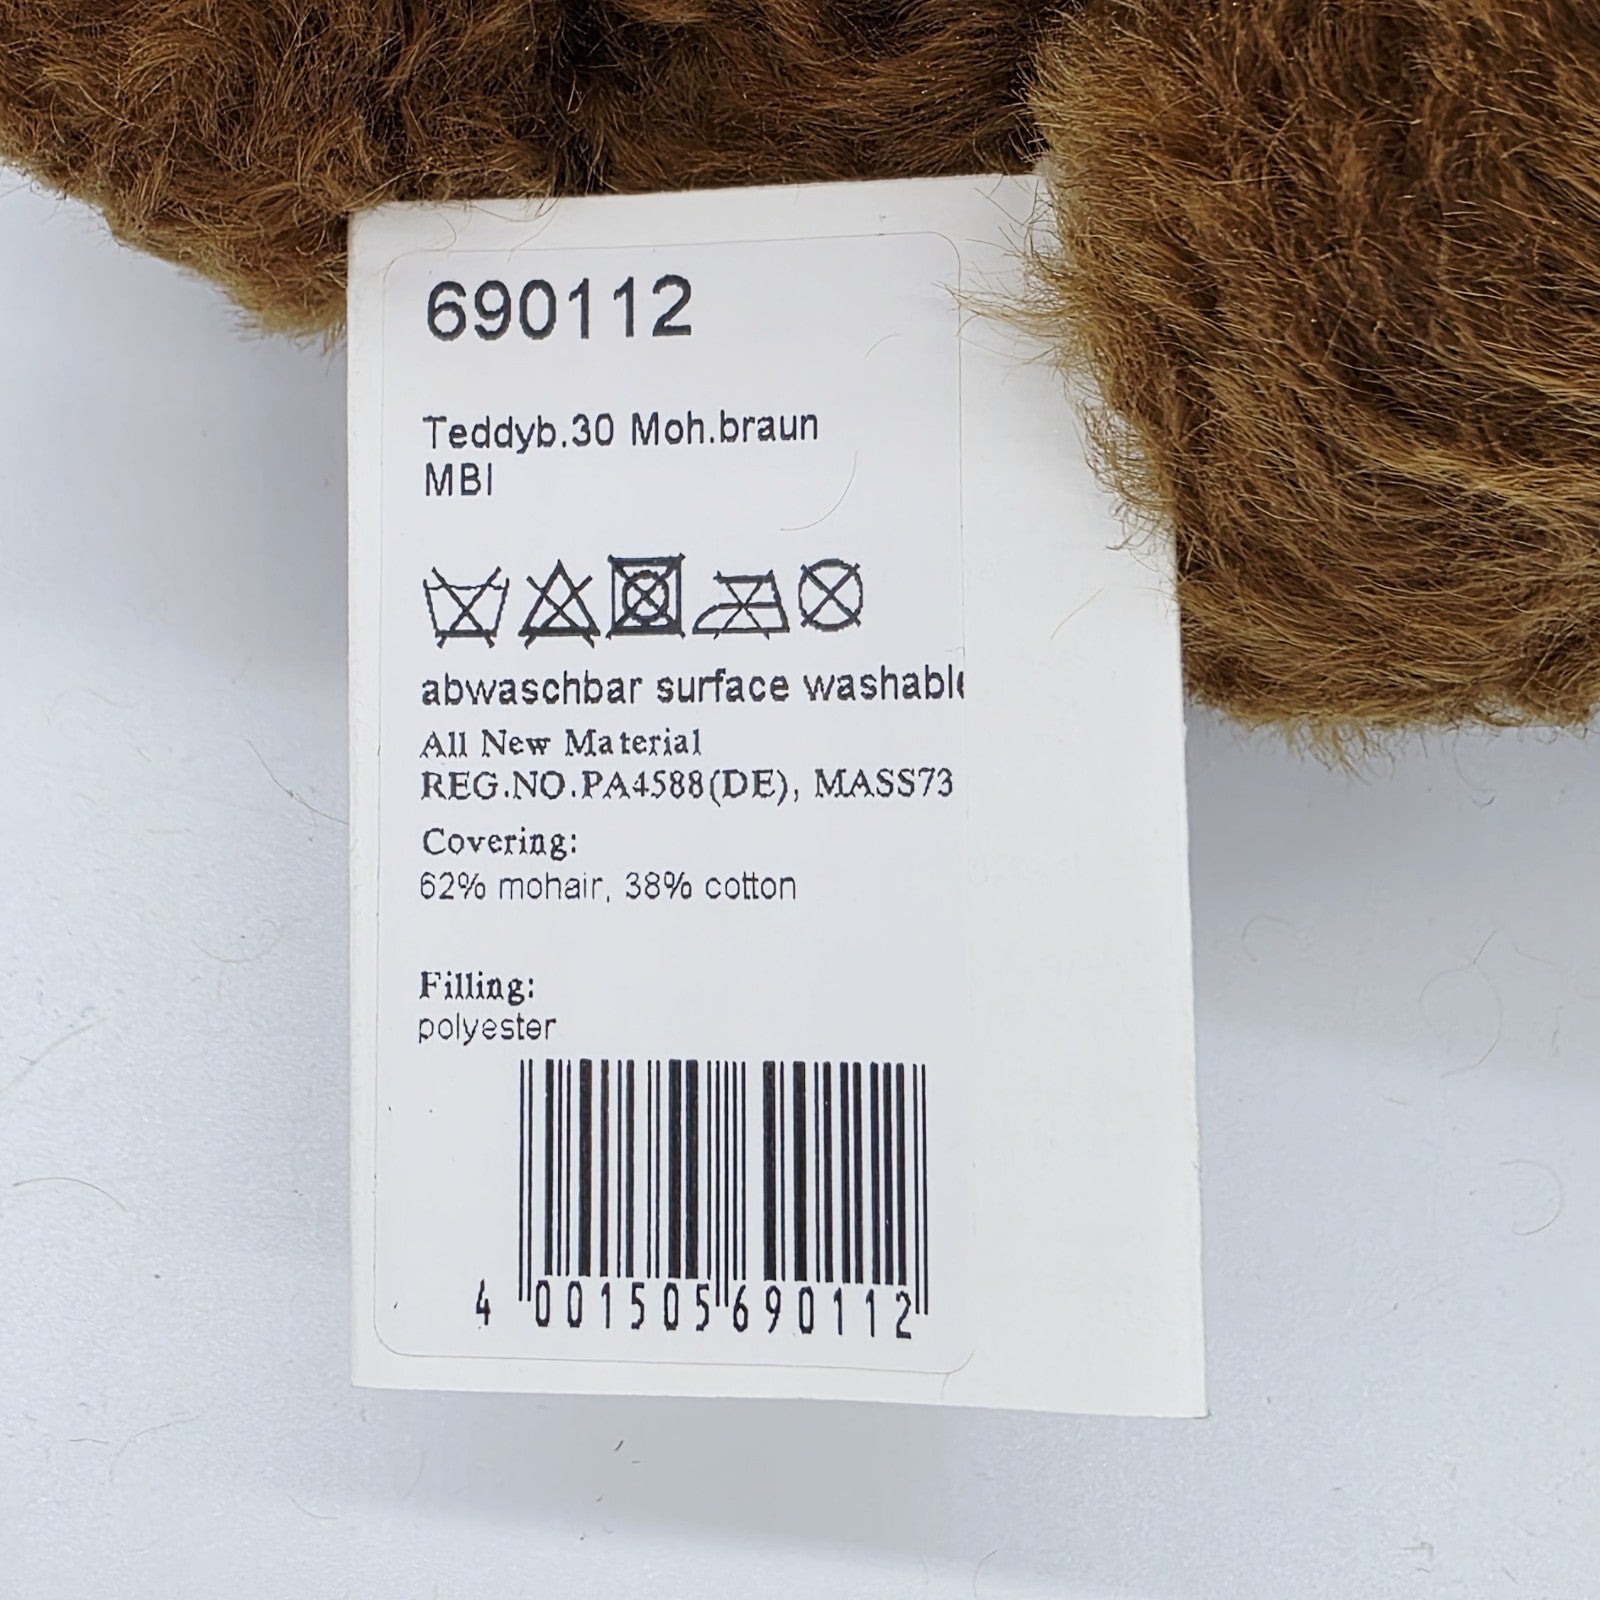 690112
Teddyb.30 Moh.braun
MBI
abwaschbar surface washable
All New Material
REG.NO.PA4588(DE), MASS73
Covering:
62% mohair, 38% cotton
Filling:
polyester
4 001505 690112